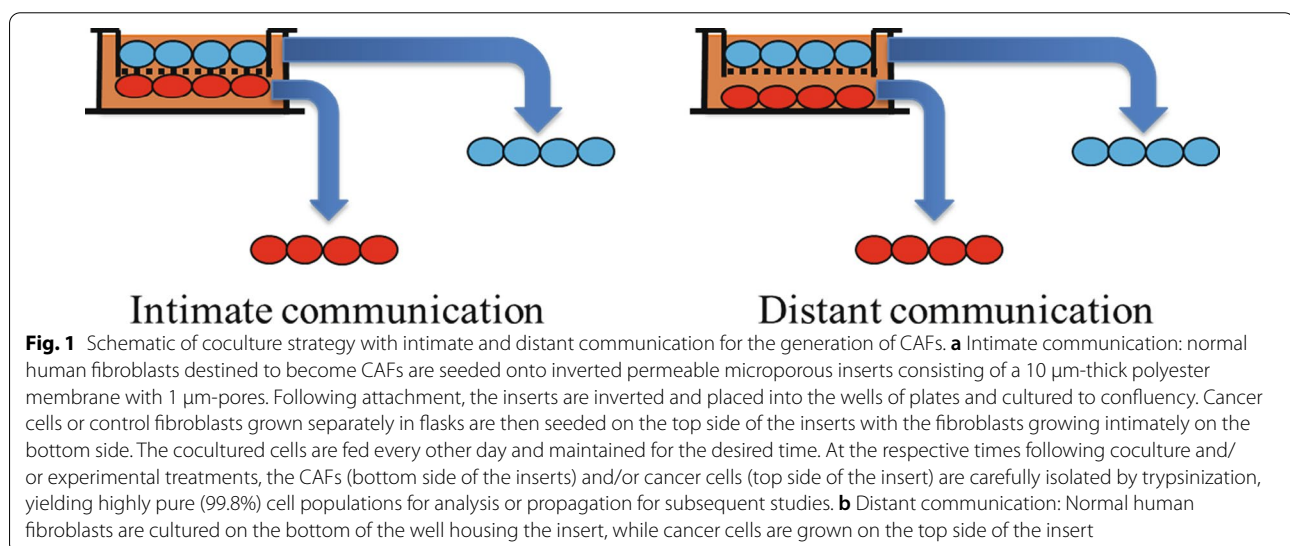 Intimate communication
Distant communication
Fig. 1 Schematic of coculture strategy with intimate and distant communication for the generation of CAFs. a Intimate communication: normal
human fibroblasts destined to become CAFs are seeded onto inverted permeable microporous inserts consisting of a 10 μm-thick polyester
membrane with 1 μm-pores. Following attachment, the inserts are inverted and placed into the wells of plates and cultured to confluency. Cancer
cells or control fibroblasts grown separately in flasks are then seeded on the top side of the inserts with the fibroblasts growing intimately on the
bottom side. The cocultured cells are fed every other day and maintained for the desired time. At the respective times following coculture and/
or experimental treatments, the CAFs (bottom side of the inserts) and/or cancer cells (top side of the insert) are carefully isolated by trypsinization,
yielding highly pure (99.8%) cell populations for analysis or propagation for subsequent studies. b Distant communication: Normal human
fibroblasts are cultured on the bottom of the well housing the insert, while cancer cells are grown on the top side of the insert